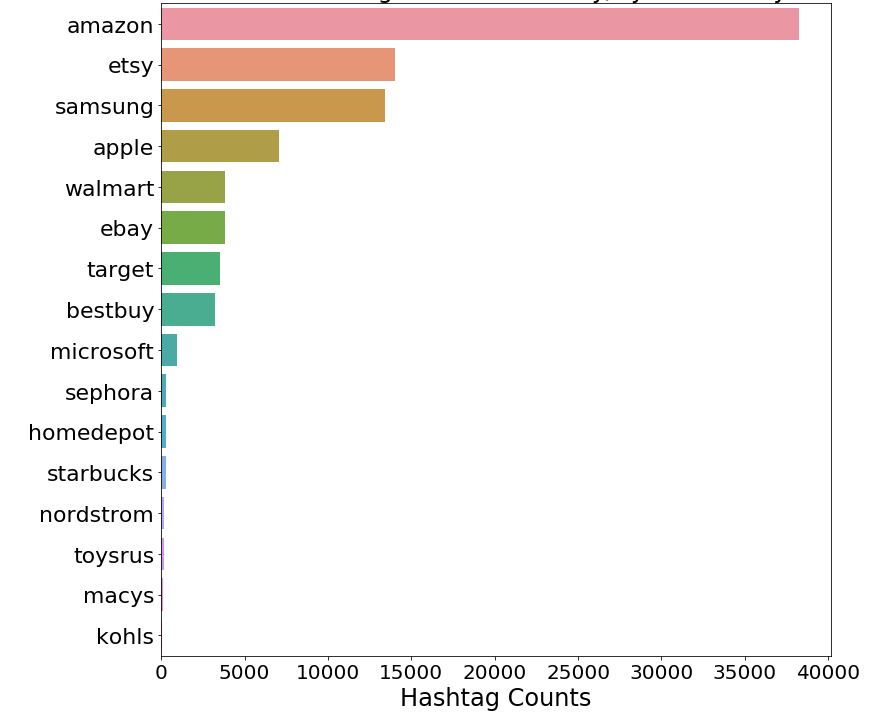 amazon
etsy
samsung
apple
walmart
ebay
target
bestbuy
microsoft
sephora
homedepot
starbucks
nordstrom
toysrus
macys
kohls
0 5000 10000 15000 20000 25000 30000 35000 40000
Hashtag Counts